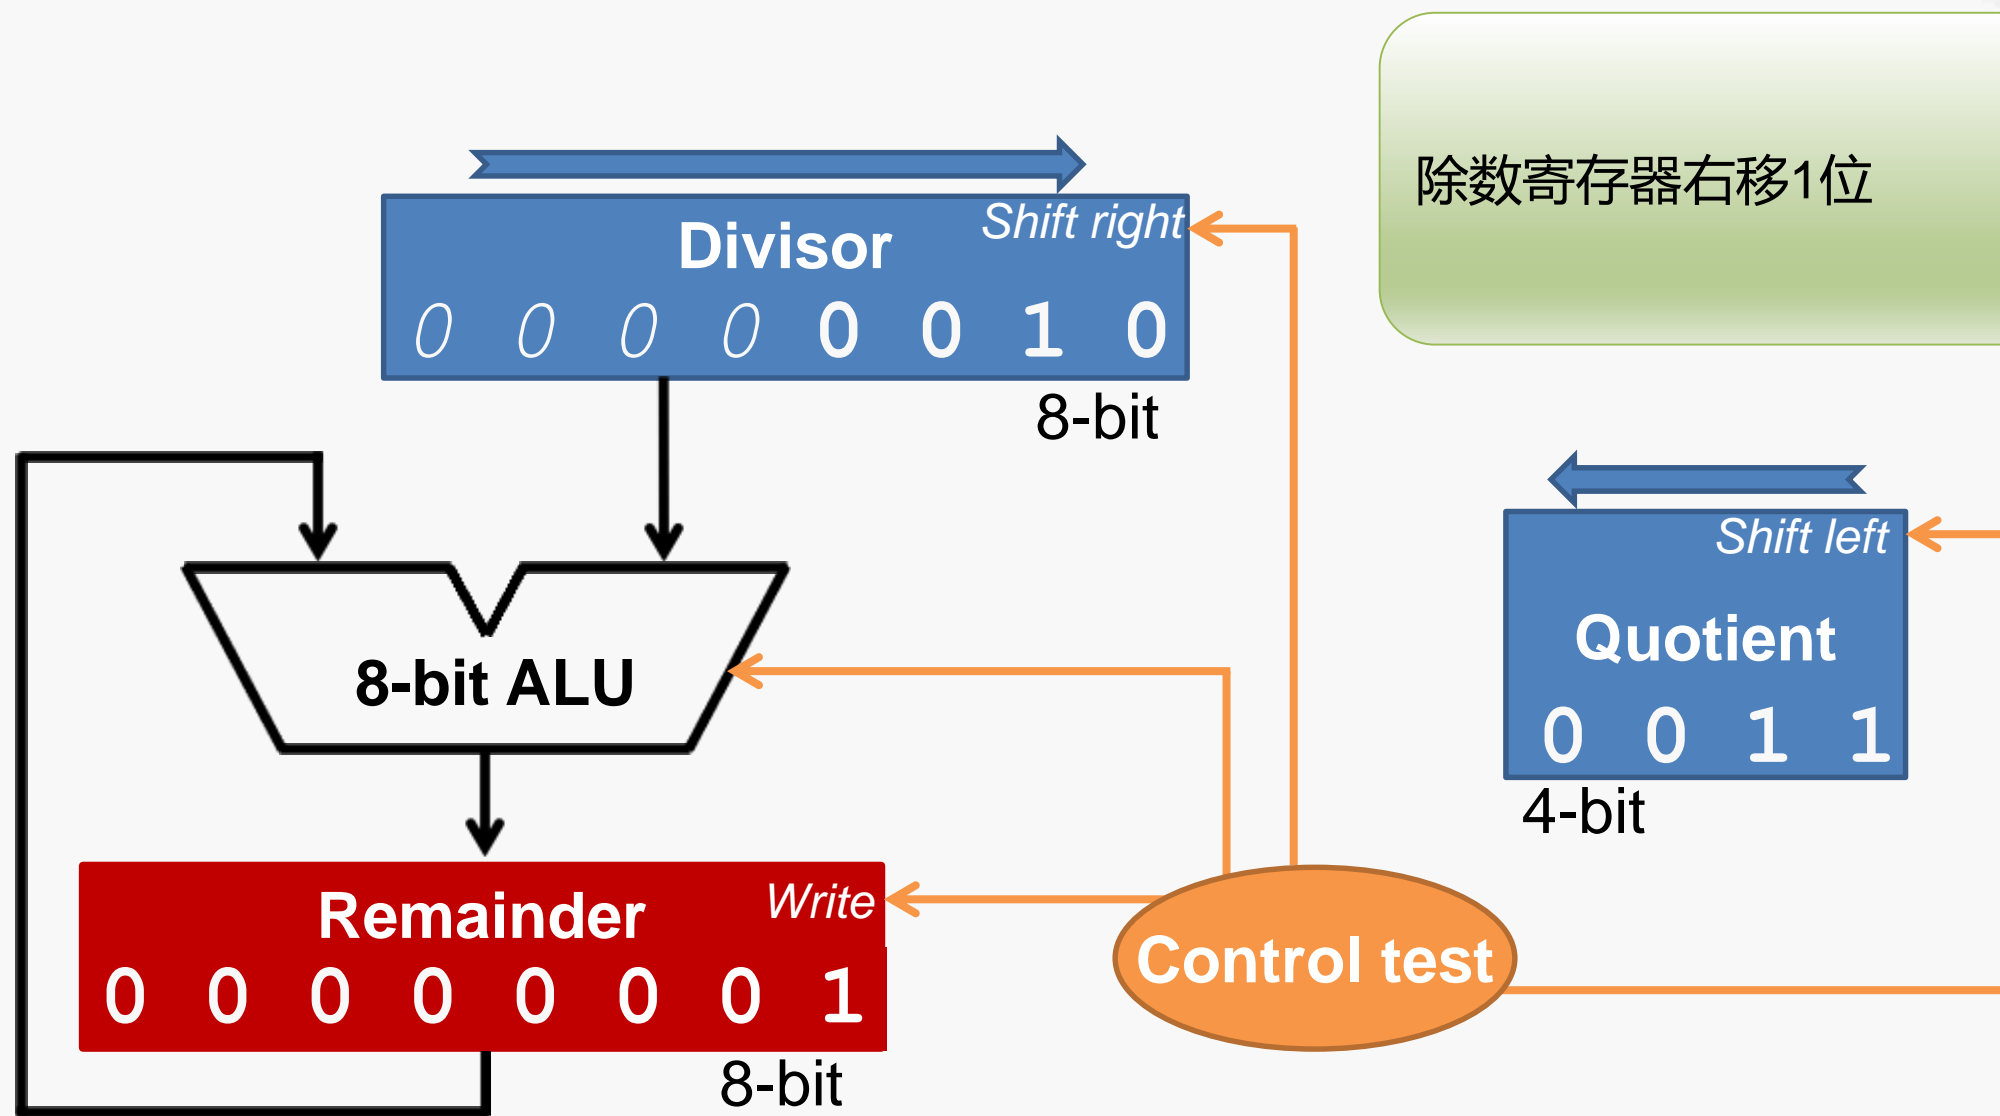 除数寄存器右移1位
Shift right
Divisor
0 0 0 0 0 0 1 0
8-bit
Shift left
Quotient
0 0 1 1
4-bit
8-bit ALU
Write
Remainder
0 0 0 0 0 0 0 1
8-bit
Control test